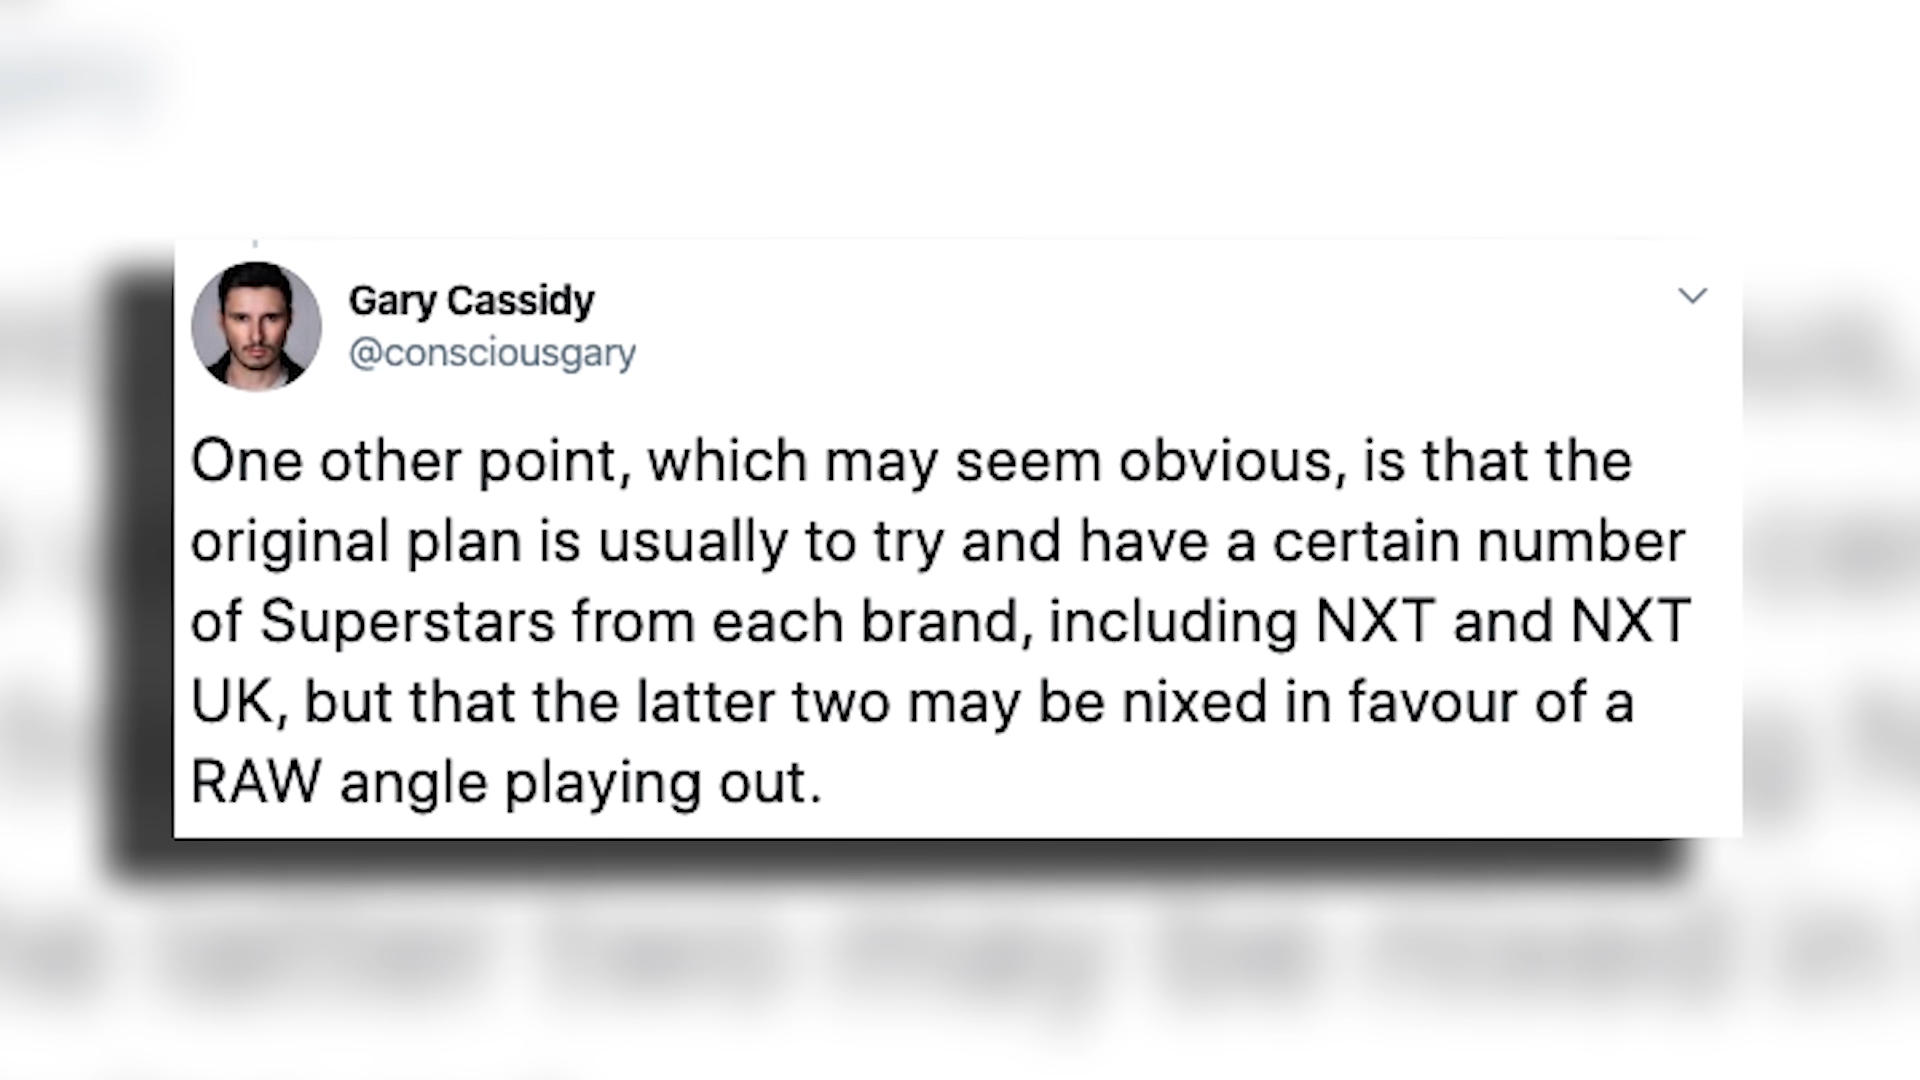 Gary Cassidy
@consciousgary
One other point, which may seem obvious, is that the
original plan is usually to try and have a certain number
of Superstars from each brand, including NXT and NXT
UK, but that the latter two may be nixed in favour of a
RAW angle playing out.